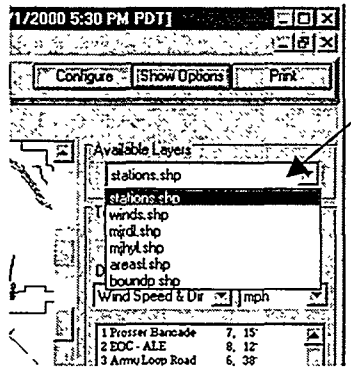 /1/2000 5:30 PM PDT]
Configure Show Options Print
Available Layers
stations.shp
stations.shp
winds.shp
mjrdl.shp
mjhyl.shp
areasl.shp
boundp.shp
Wind Speed & Dir mph
1 Prosser Barricade 7, 15°
2 EOC - ALE 8, 12°
3 Army Loop Road 6, 38°